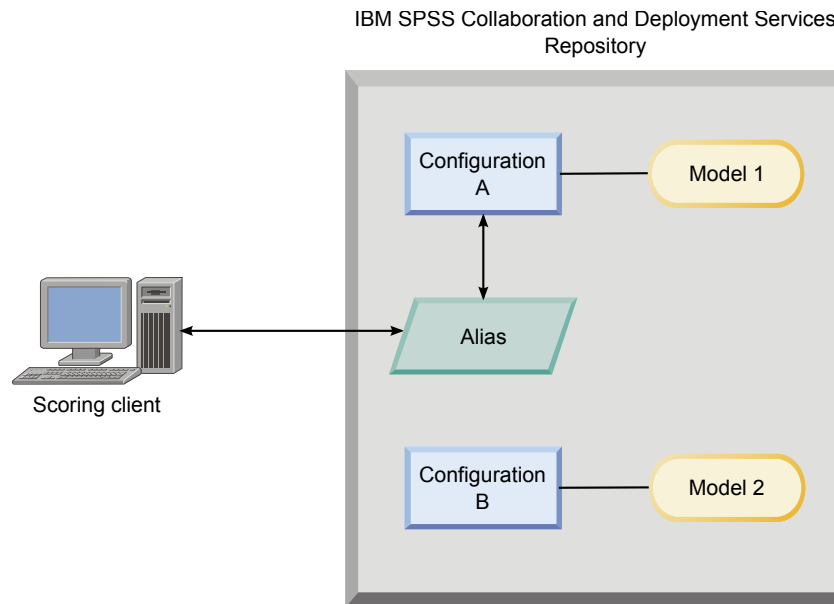 IBM SPSS Collaboration and Deployment Services
Repository
Configuration
A
Model 1
Alias
Scoring client
Configuration
B
Model 2